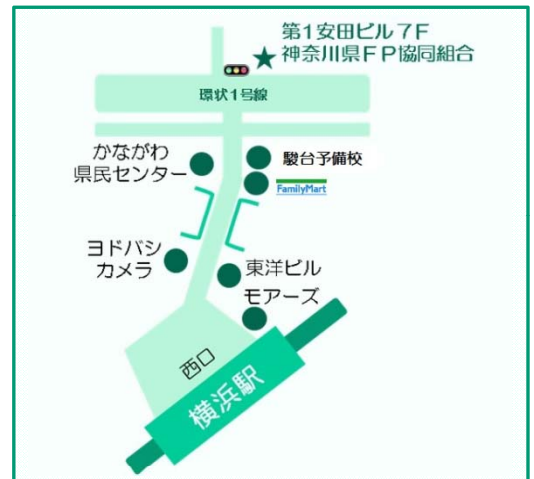 第1安田ビル7F
神奈川県FP協同組合
環状1号線
かながわ
県民センター
駿台予備校
FamilyMart
ヨドバシ
カメラ
東洋ビル
モアーズ
西口
横浜駅